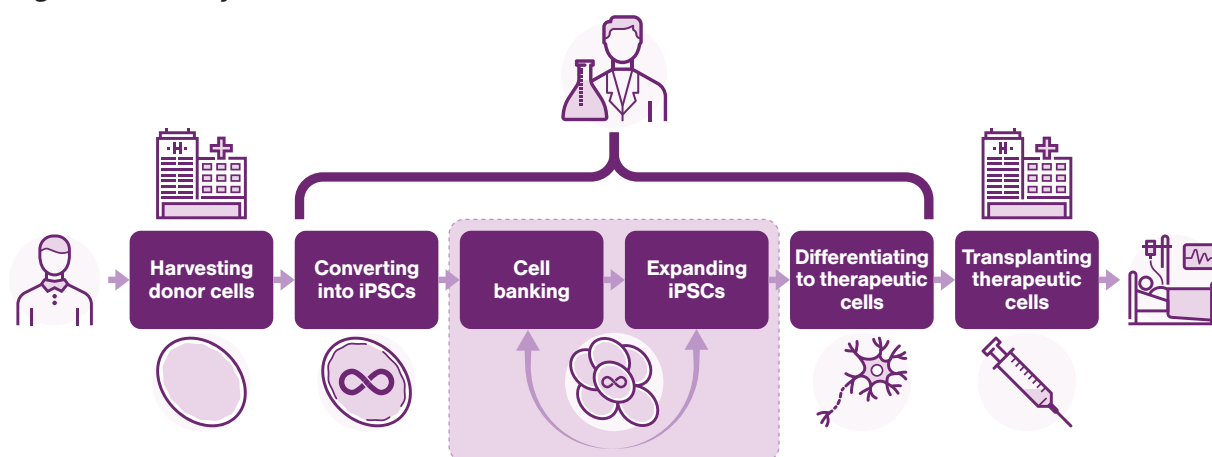 ·H·
·H·
Harvesting
donor cells
Converting
into iPSCs
Cell
banking
Expanding
iPSCs
Differentiating
to therapeutic
cells
Transplanting
therapeutic
cells